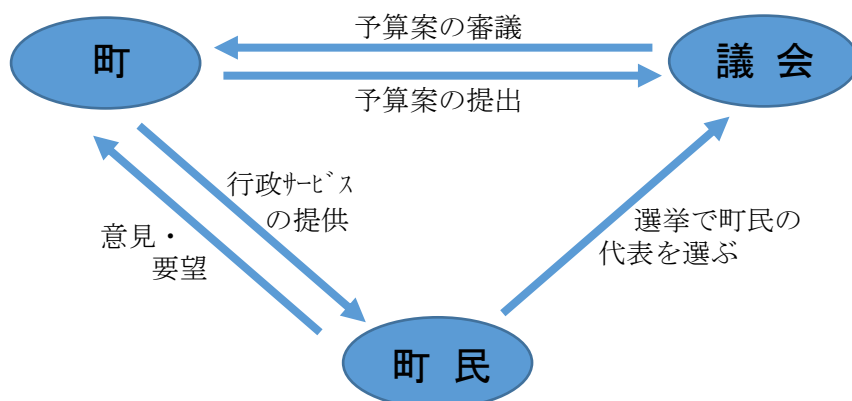 予算案の審議
町
議 会
予算案の提出
行政ｻｰﾋﾞｽ
の提供
意見・
要望
選挙で町民の
代表を選ぶ
町 民